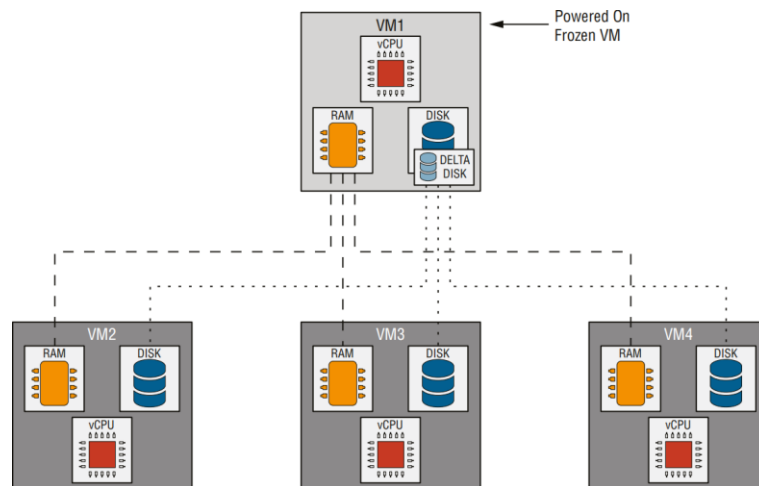 VM1
Powered On
Frozen VM
vCPU
RAM
DISK
DELTA
DISK
VM2
RAM
DISK
vCPU
VM3
RAM
DISK
vCPU
VM4
RAM
DISK
vCPU